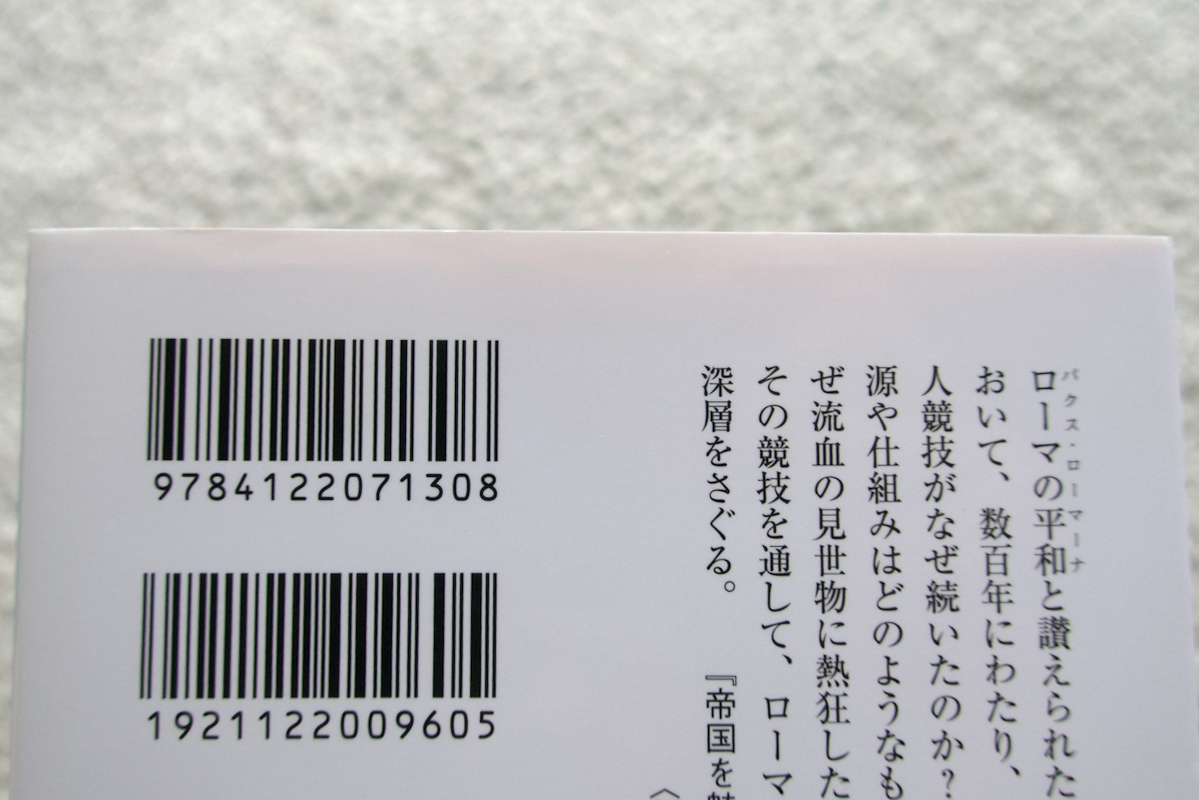 ローマの平和と讃えられた
パクス・ローマーナ
おいて、数百年にわたり、
人競技がなぜ続いたのか?
源や仕組みはどのようなも
ぜ流血の見世物に熱狂した
その競技を通して、ローマ
深層をさぐる。
『帝国を
9784122071308
1921122009605